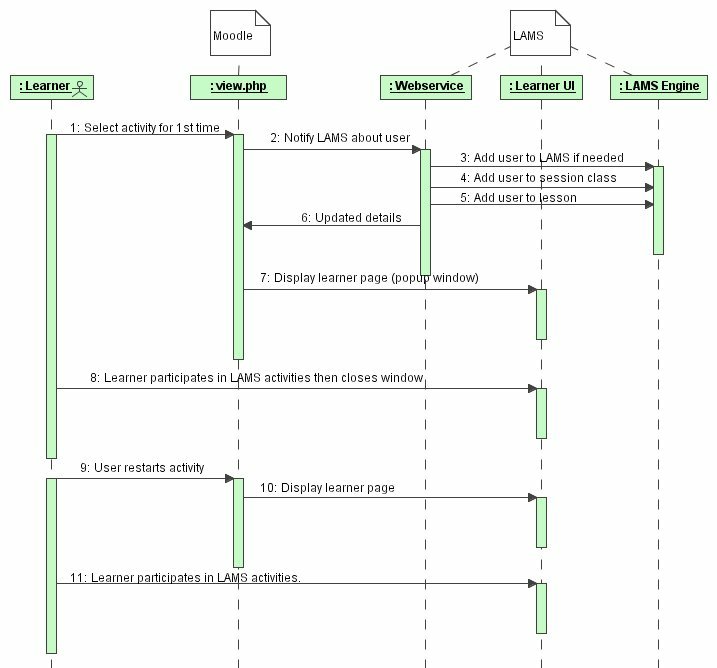 Moodle
LAMS
: Learner
: view.php
: Webservice
: Learner UI
: LAMS Engine
1: Select activity for 1st time
2: Notify LAMS about user
3: Add user to LAMS if needed
4: Add user to session class
5: Add user to lesson
6: Updated details
7: Display learner page (popup window)
8: Learner participates in LAMS activities then closes window
9: User restarts activity
10: Display learner page
11: Learner participates in LAMS activities.